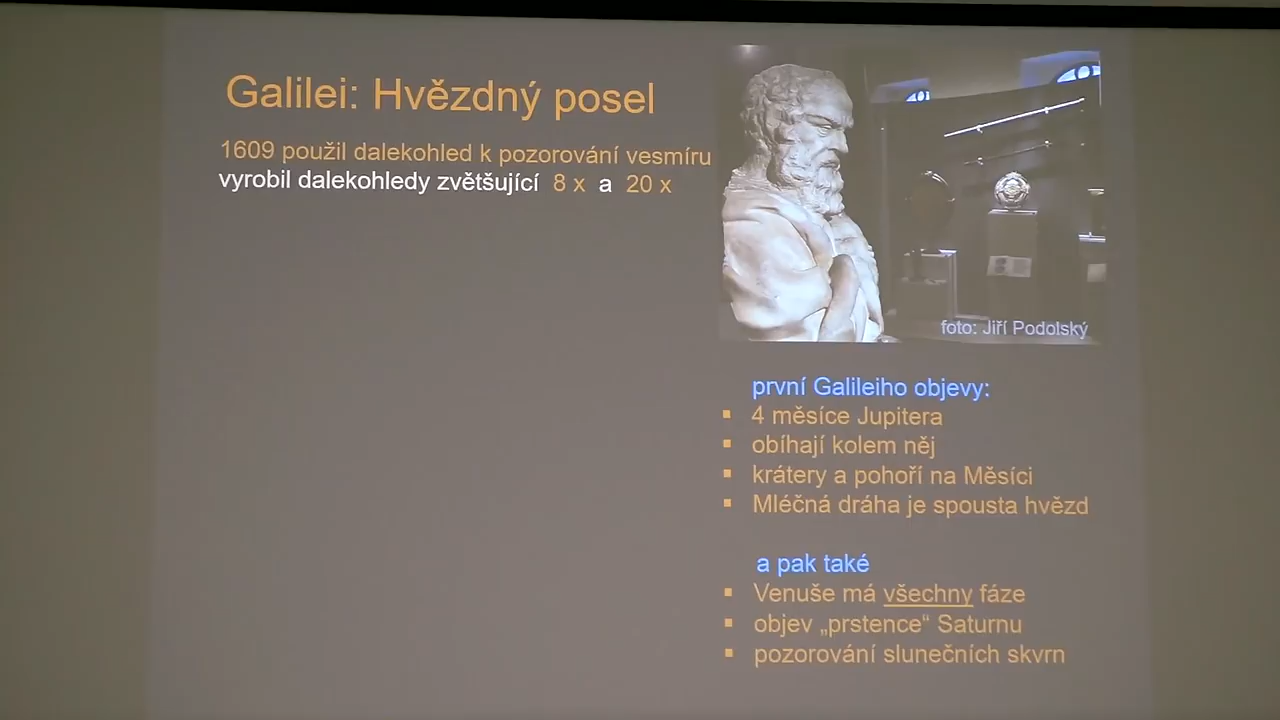 Galilei: Hvězdný posel
1609 použil dalekohled k pozorování vesmíru
vyrobil dalekohledy zvětšující 8 x a 20 x
foto: Jiří Podolský
první Galileiho objevy:
▪ 4 měsíce Jupitera
▪ obíhají kolem něj
▪ krátery a pohoří na Měsíci
▪ Mléčná dráha je spousta hvězd
a pak také
▪ Venuše má všechny fáze
▪ objev „prstence“ Saturnu
▪ pozorování slunečních skvrn